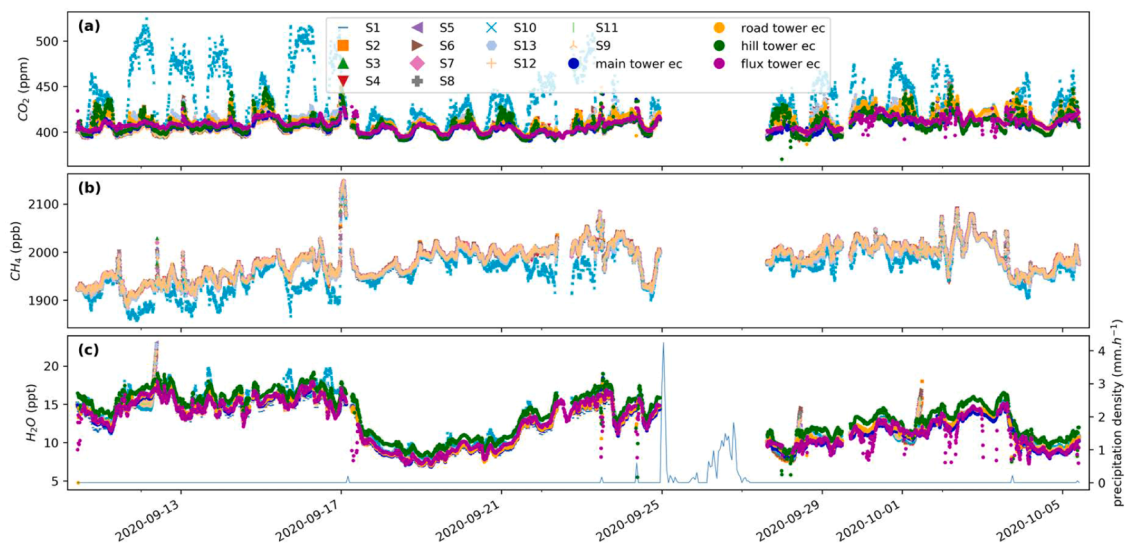 (a)
CO2 (ppm)
500
450
400
S1
S2
S3
S4
S5
S6
S7
S8
S10
S13
S12
S11
S9
main tower ec
road tower ec
hill tower ec
flux tower ec
(b)
CH4 (ppb)
2100
2000
1900
(c)
H2O (ppt)
20
15
10
5
precipitation density (mm.h⁻¹)
4
3
2
1
0
2020-09-13
2020-09-17
2020-09-21
2020-09-25
2020-09-29
2020-10-01
2020-10-05